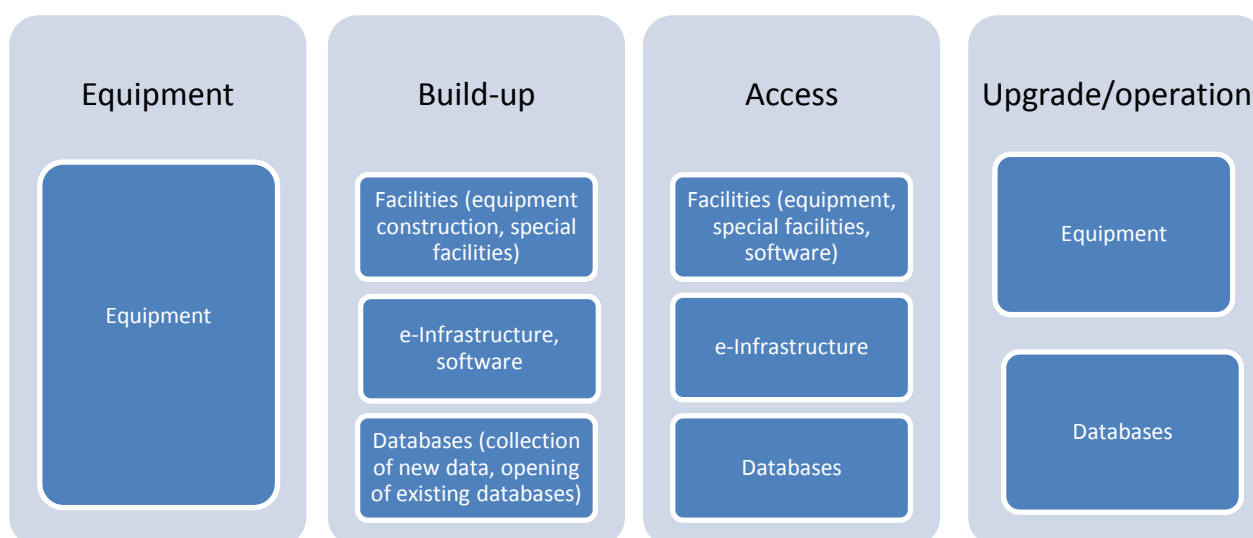 Equipment
Equipment
Build-up
Facilities (equipment
construction, special
facilities)
e-Infrastructure,
software
Databases (collection
of new data, opening
of existing databases)
Access
Facilities (equipment,
special facilities,
software)
e-Infrastructure
Databases
Upgrade/operation
Equipment
Databases